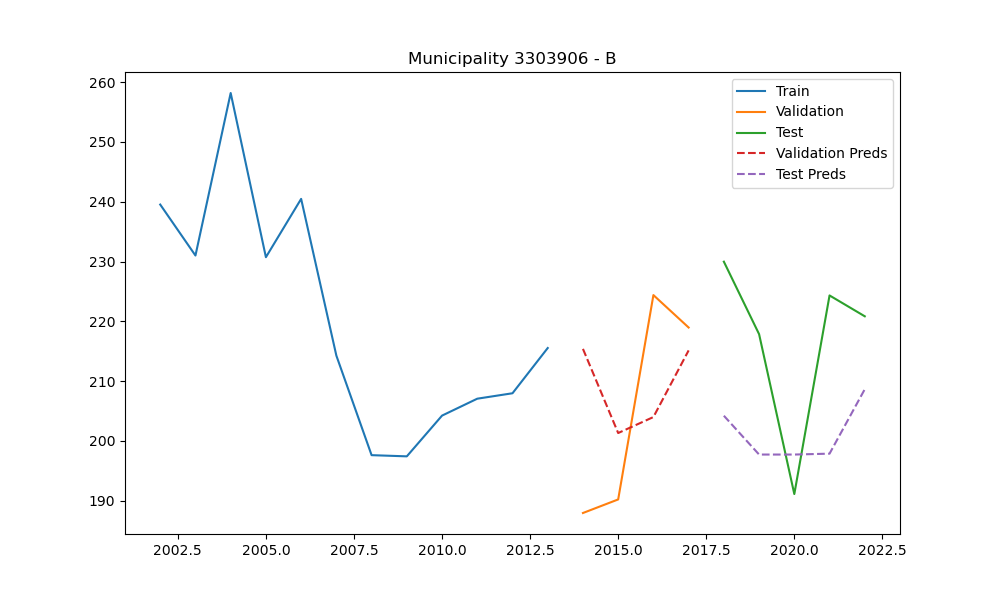 Municipality 3303906 - B
260
250
240
230
220
210
200
190
2002.5 2005.0 2007.5 2010.0 2012.5 2015.0 2017.5 2020.0 2022.5
Train
Validation
Test
Validation Preds
Test Preds